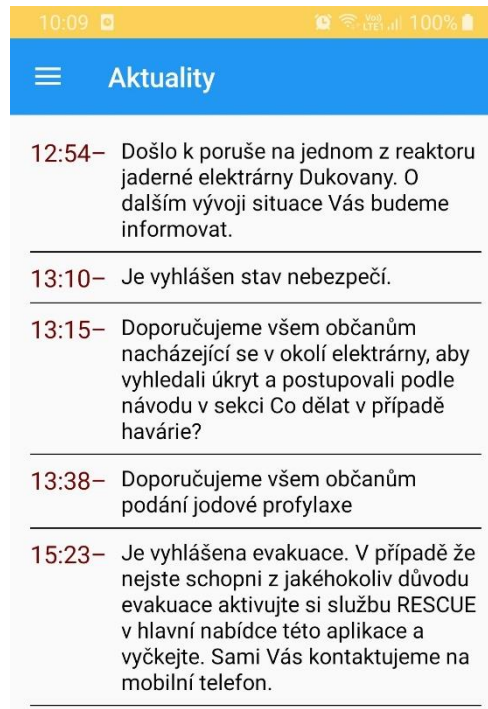 10:09 Vo9 LTE1 100%
Aktuality
12:54– Došlo k poruše na jednom z reaktoru
jaderné elektrárny Dukovany. O
dalším vývoji situace Vás budeme
informovat.
13:10– Je vyhlášen stav nebezpečí.
13:15– Doporučujeme všem občanům
nacházející se v okolí elektrárny, aby
vyhledali úkryt a postupovali podle
návodu v sekci Co dělat v případě
havárie?
13:38– Doporučujeme všem občanům
podání jodové profylaxe
15:23– Je vyhlášena evakuace. V případě že
nejste schopni z jakéhokoliv důvodu
evakuace aktivujte si službu RESCUE
v hlavní nabídce této aplikace a
vyčkejte. Sami Vás kontaktujeme na
mobilní telefon.